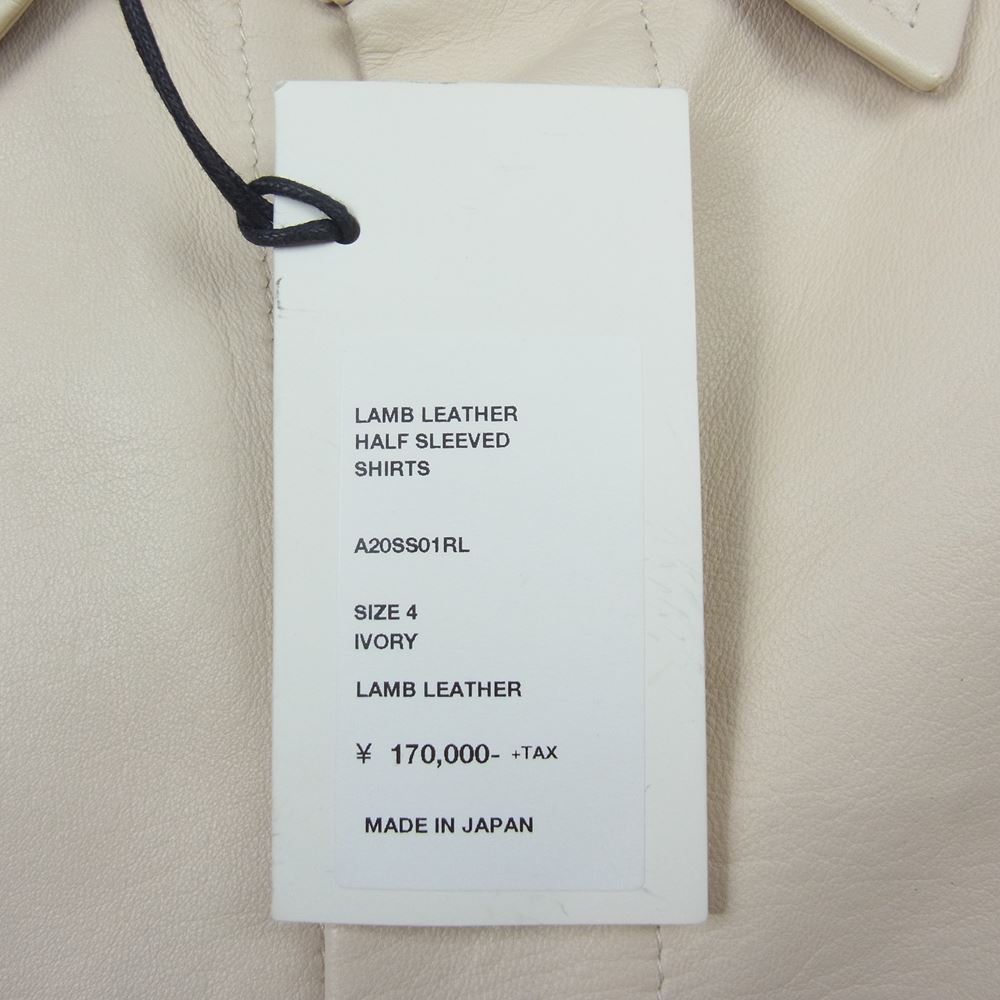 LAMB LEATHER
HALF SLEEVED
SHIRTS
A20SS01RL
SIZE 4
IVORY
LAMB LEATHER
¥ 170,000- +TAX
MADE IN JAPAN